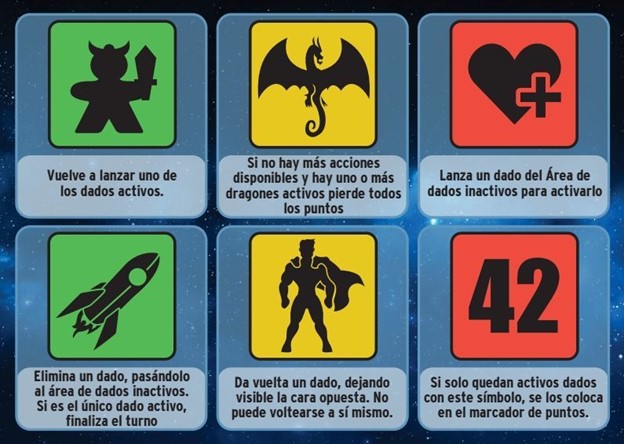 Vuelve a lanzar uno de
los dados activos.
Si no hay más acciones
disponibles y hay uno o más
dragones activos pierde todos
los puntos
Lanza un dado del Área de
dados inactivos para activarlo
Elimina un dado, pasándolo
al área de dados inactivos.
Si es el único dado activo,
finaliza el turno
Da vuelta un dado, dejando
visible la cara opuesta. No
puede voltearse a sí mismo.
42
Si solo quedan activos dados
con este símbolo, se los coloca
en el marcador de puntos.